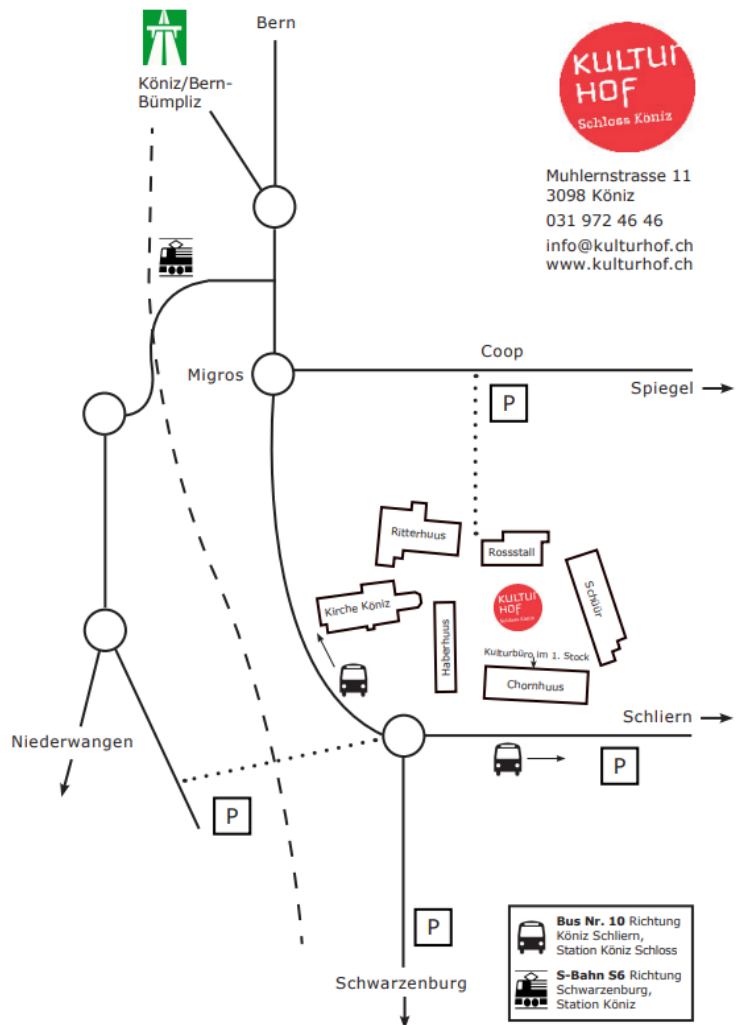 Bern
Köniz/Bern-
Bümpliz
KULTUR
HOF
Schloss Köniz
Muhlernstrasse 11
3098 Köniz
031 972 46 46
info@kulturhof.ch
www.kulturhof.ch
Coop
Migros
Spiegel
P
Ritterhuus
Rossstall
Schüür
Kirche Köniz
Haberhuus
KULTUR
HOF
Schloss Köniz
Kulturbüro im 1. Stock
Chornhuus
Schliern
Niederwangen
P
P
P
Schwarzenburg
Bus Nr. 10 Richtung
Köniz Schliern,
Station Köniz Schloss
S-Bahn S6 Richtung
Schwarzenburg,
Station Köniz